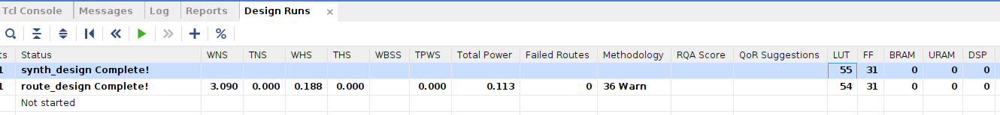 Tcl Console Messages Log Reports Design Runs ×
ts Status WNS TNS WHS THS WBSS TPWS Total Power Failed Routes Methodology RQA Score QoR Suggestions LUT FF BRAM URAM DSP
1 synth_design Complete! 55 31 0 0 0
1 route_design Complete! 3.090 0.000 0.188 0.000 0.000 0.113 0 36 Warn 54 31 0 0 0
Not started